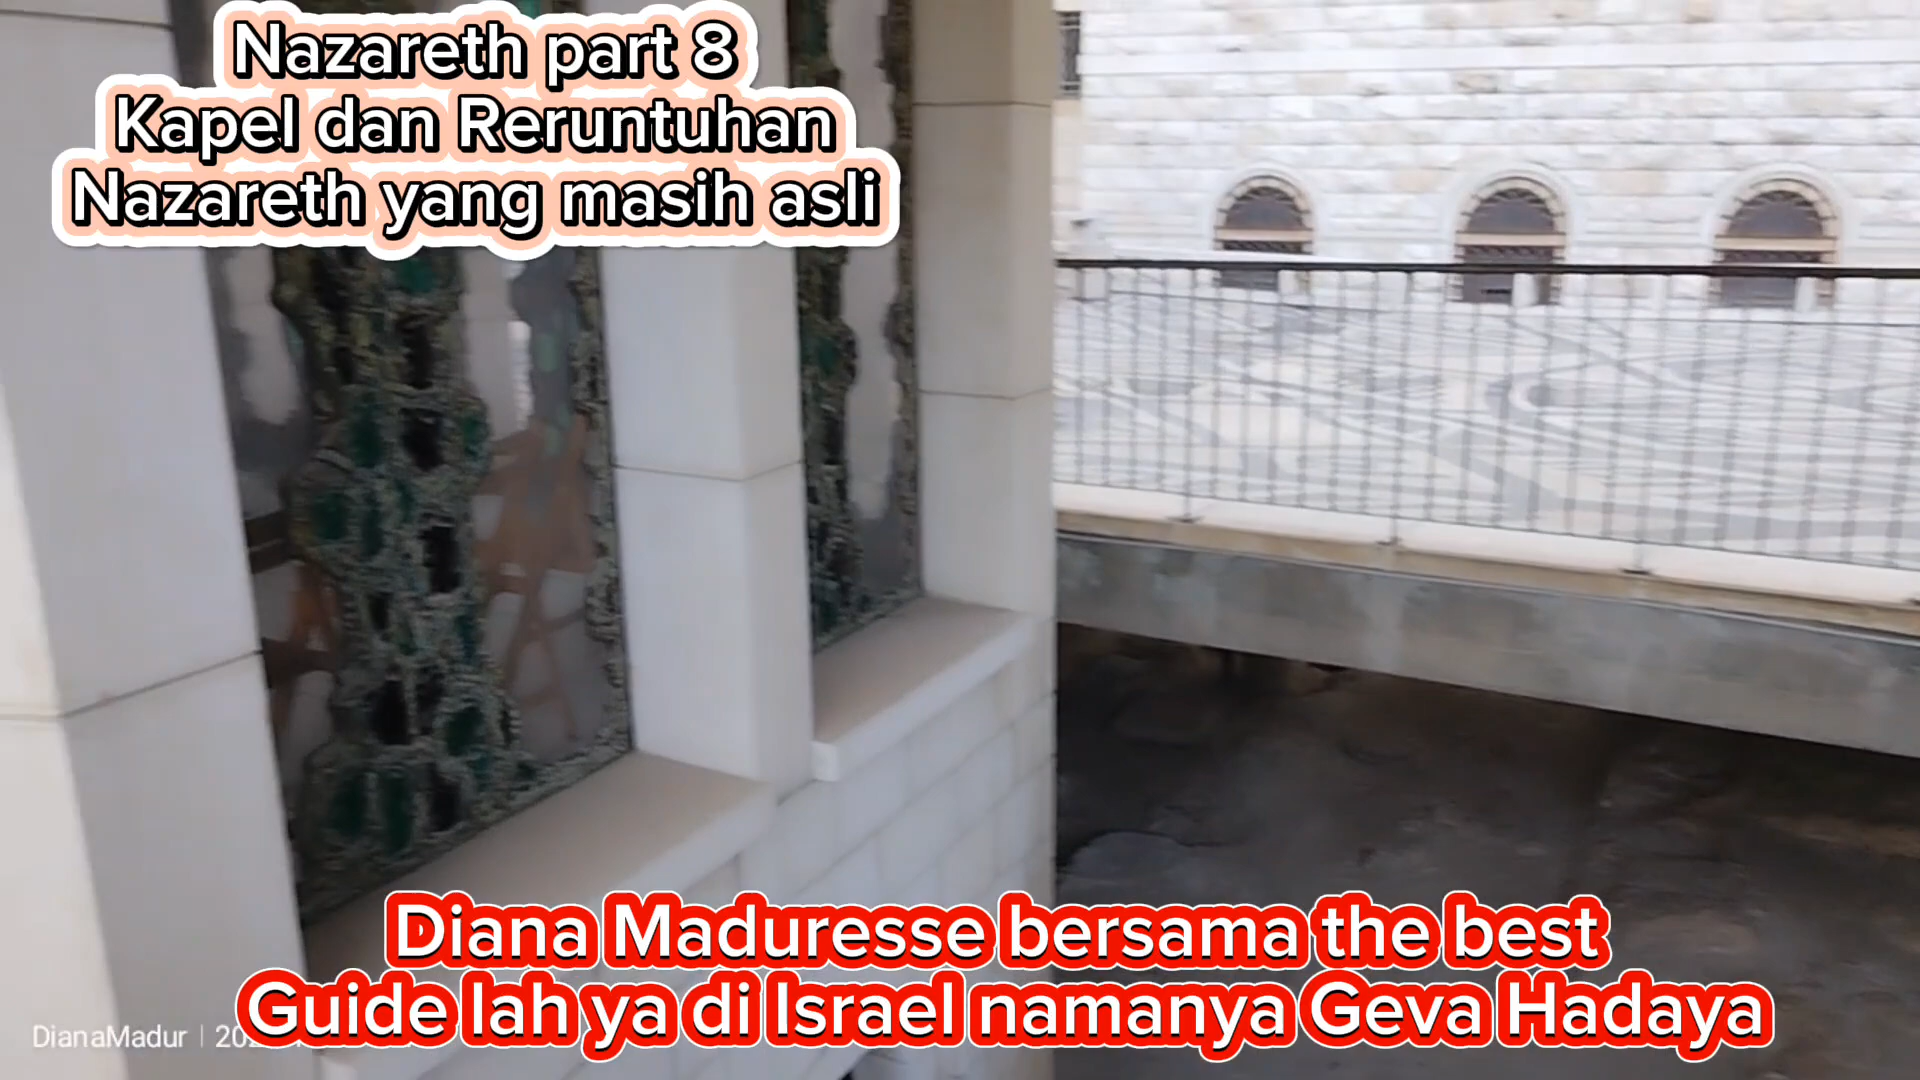 Nazareth part 8
Kapel dan Reruntuhan
Nazareth yang masih asli
Diana Maduresse bersama the best
Guide lah ya di Israel namanya Geva Hadaya
DianaMadur | 20